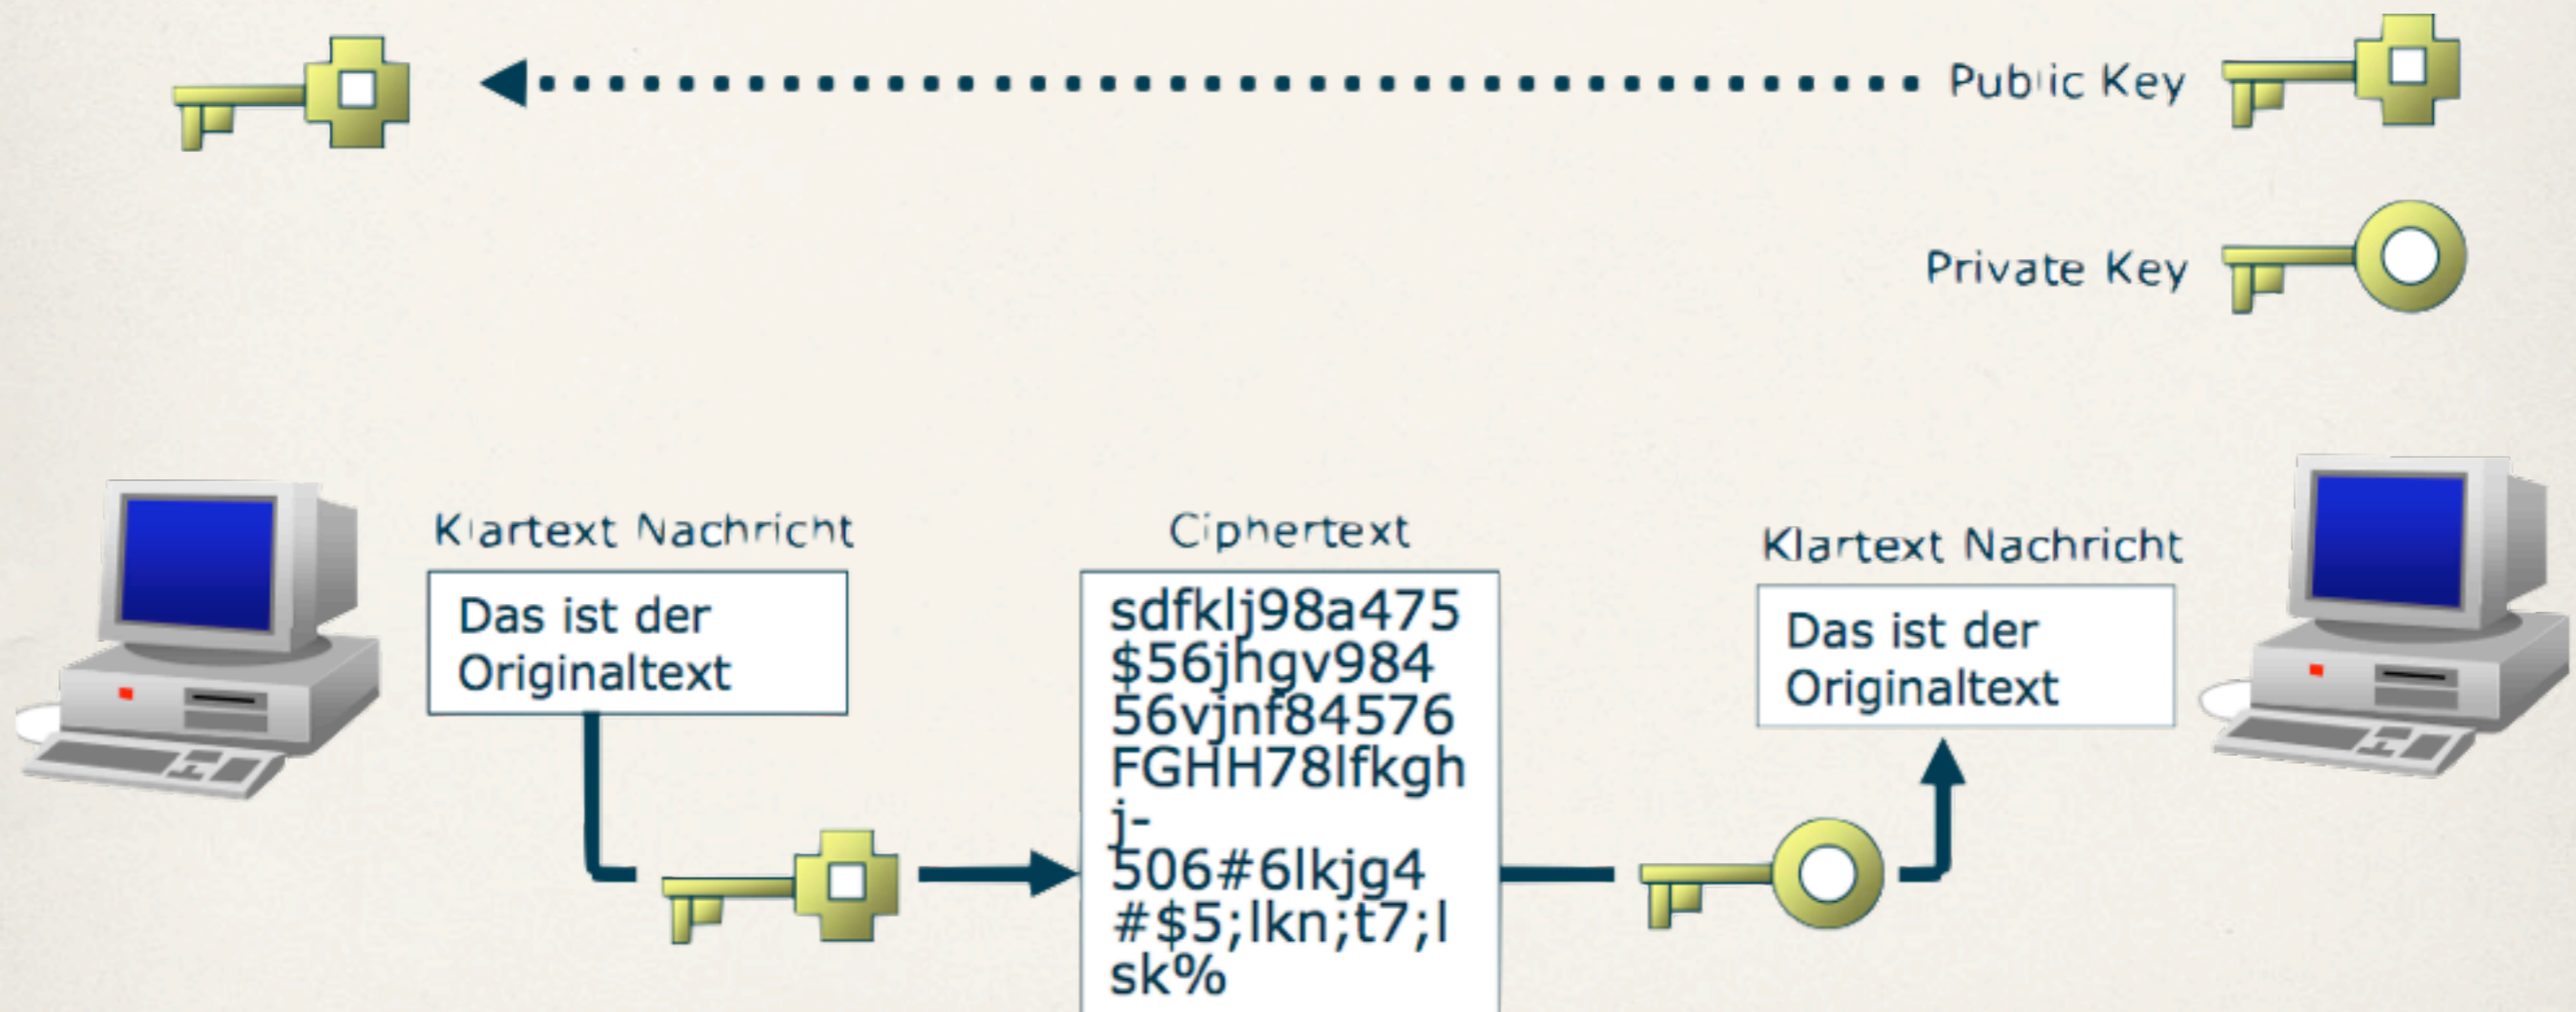 Public Key
Private Key
Klartext Nachricht
Das ist der
Originaltext
Ciphertext
sdfklj98a475
$56jhgv984
56vjnf84576
FGHH78lfkgh
j-
506#6lkjg4
#$5;lkn;t7;l
sk%
Klartext Nachricht
Das ist der
Originaltext